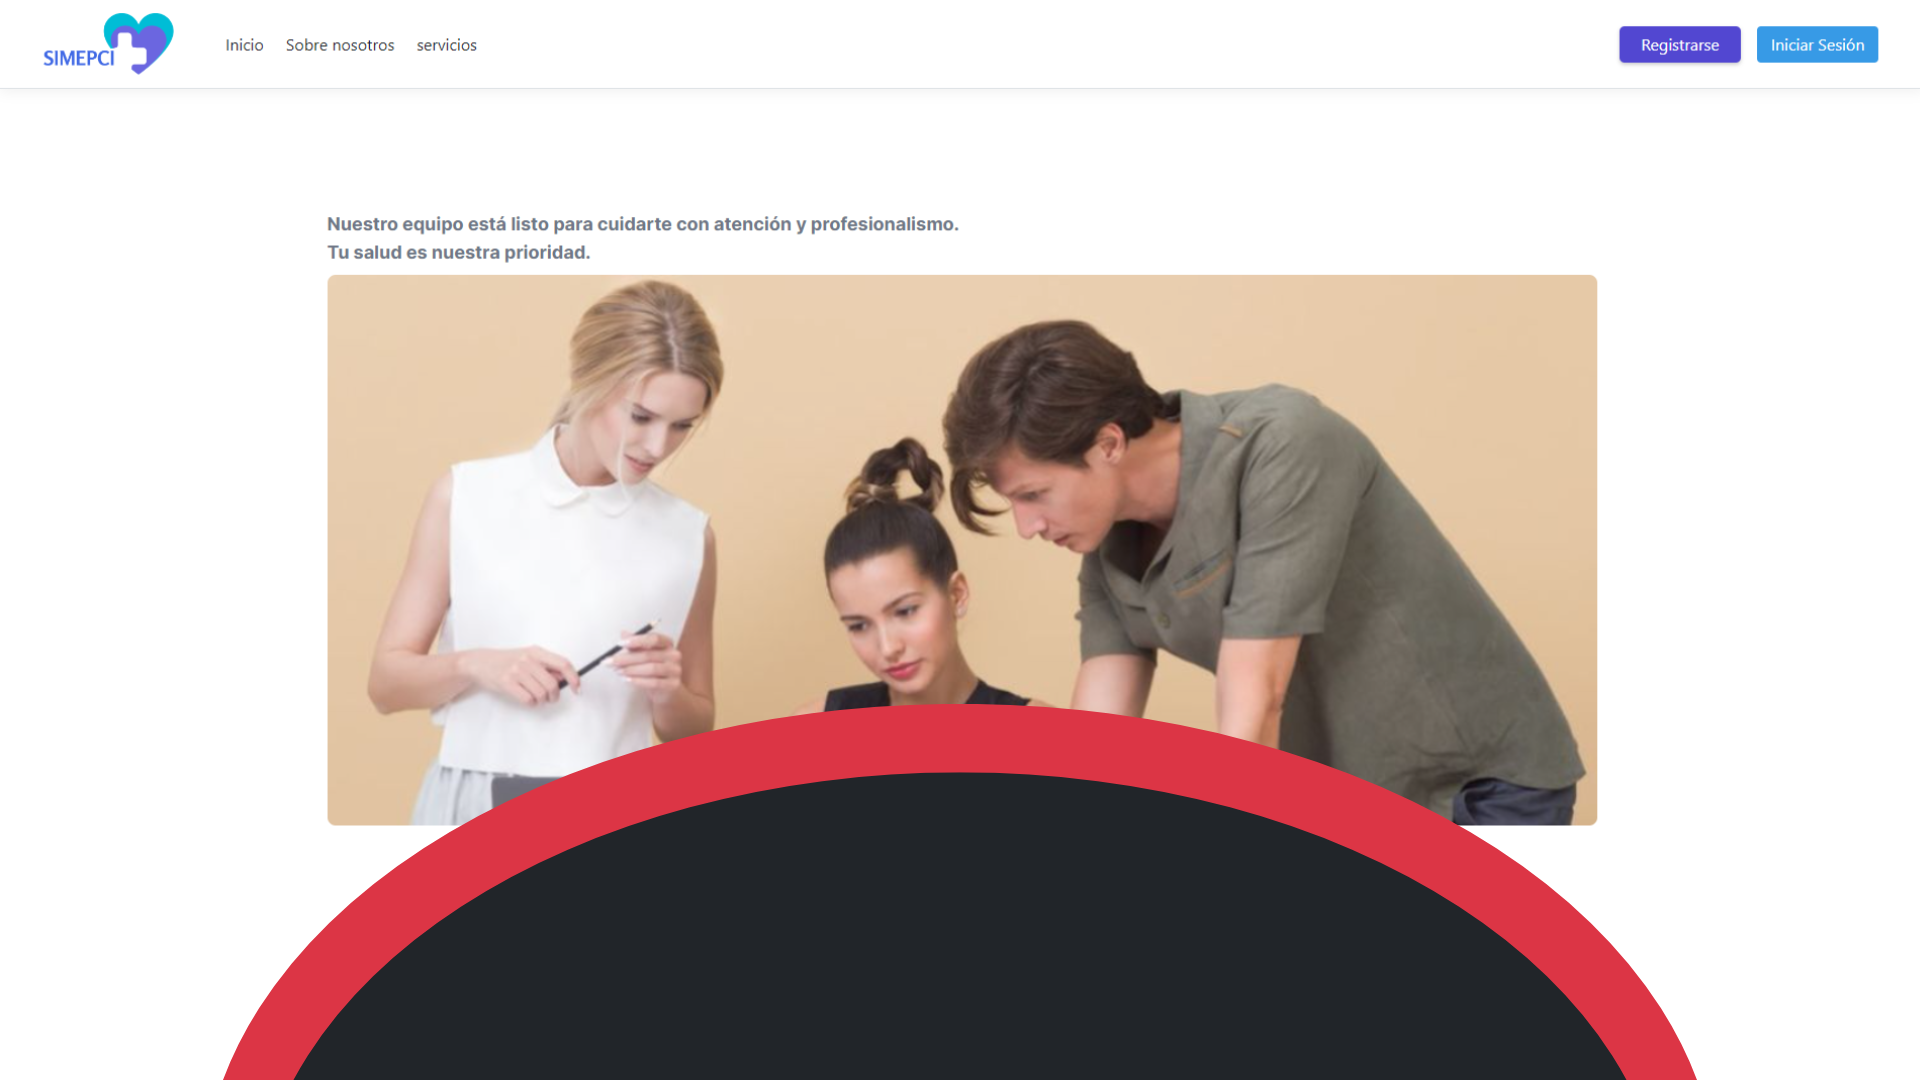 SIMEPCI
Inicio
Sobre nosotros
servicios
Registrarse
Iniciar Sesión
Nuestro equipo está listo para cuidarte con atención y profesionalismo.
Tu salud es nuestra prioridad.